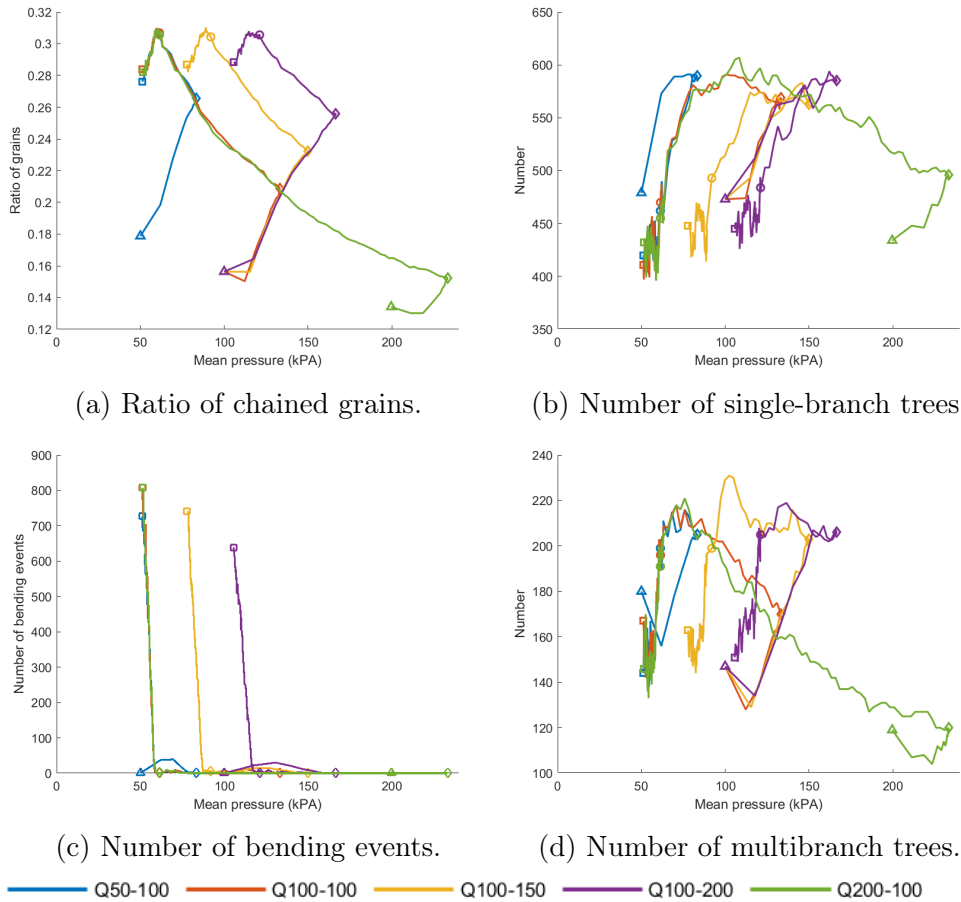 0.32
0.3
0.28
0.26
0.24
0.22
0.2
0.18
0.16
0.14
0.12
Ratio of grains
0 50 100 150 200
Mean pressure (kPA)
(a) Ratio of chained grains.
650
600
550
500
450
400
350
Number
0 50 100 150 200
Mean pressure (kPA)
(b) Number of single-branch trees
900
800
700
600
500
400
300
200
100
0
Number of bending events
0 50 100 150 200
Mean pressure (kPA)
(c) Number of bending events.
240
220
200
180
160
140
120
100
Number
0 50 100 150 200
Mean pressure (kPA)
(d) Number of multibranch trees.
Q50-100 Q100-100 Q100-150 Q100-200 Q200-100